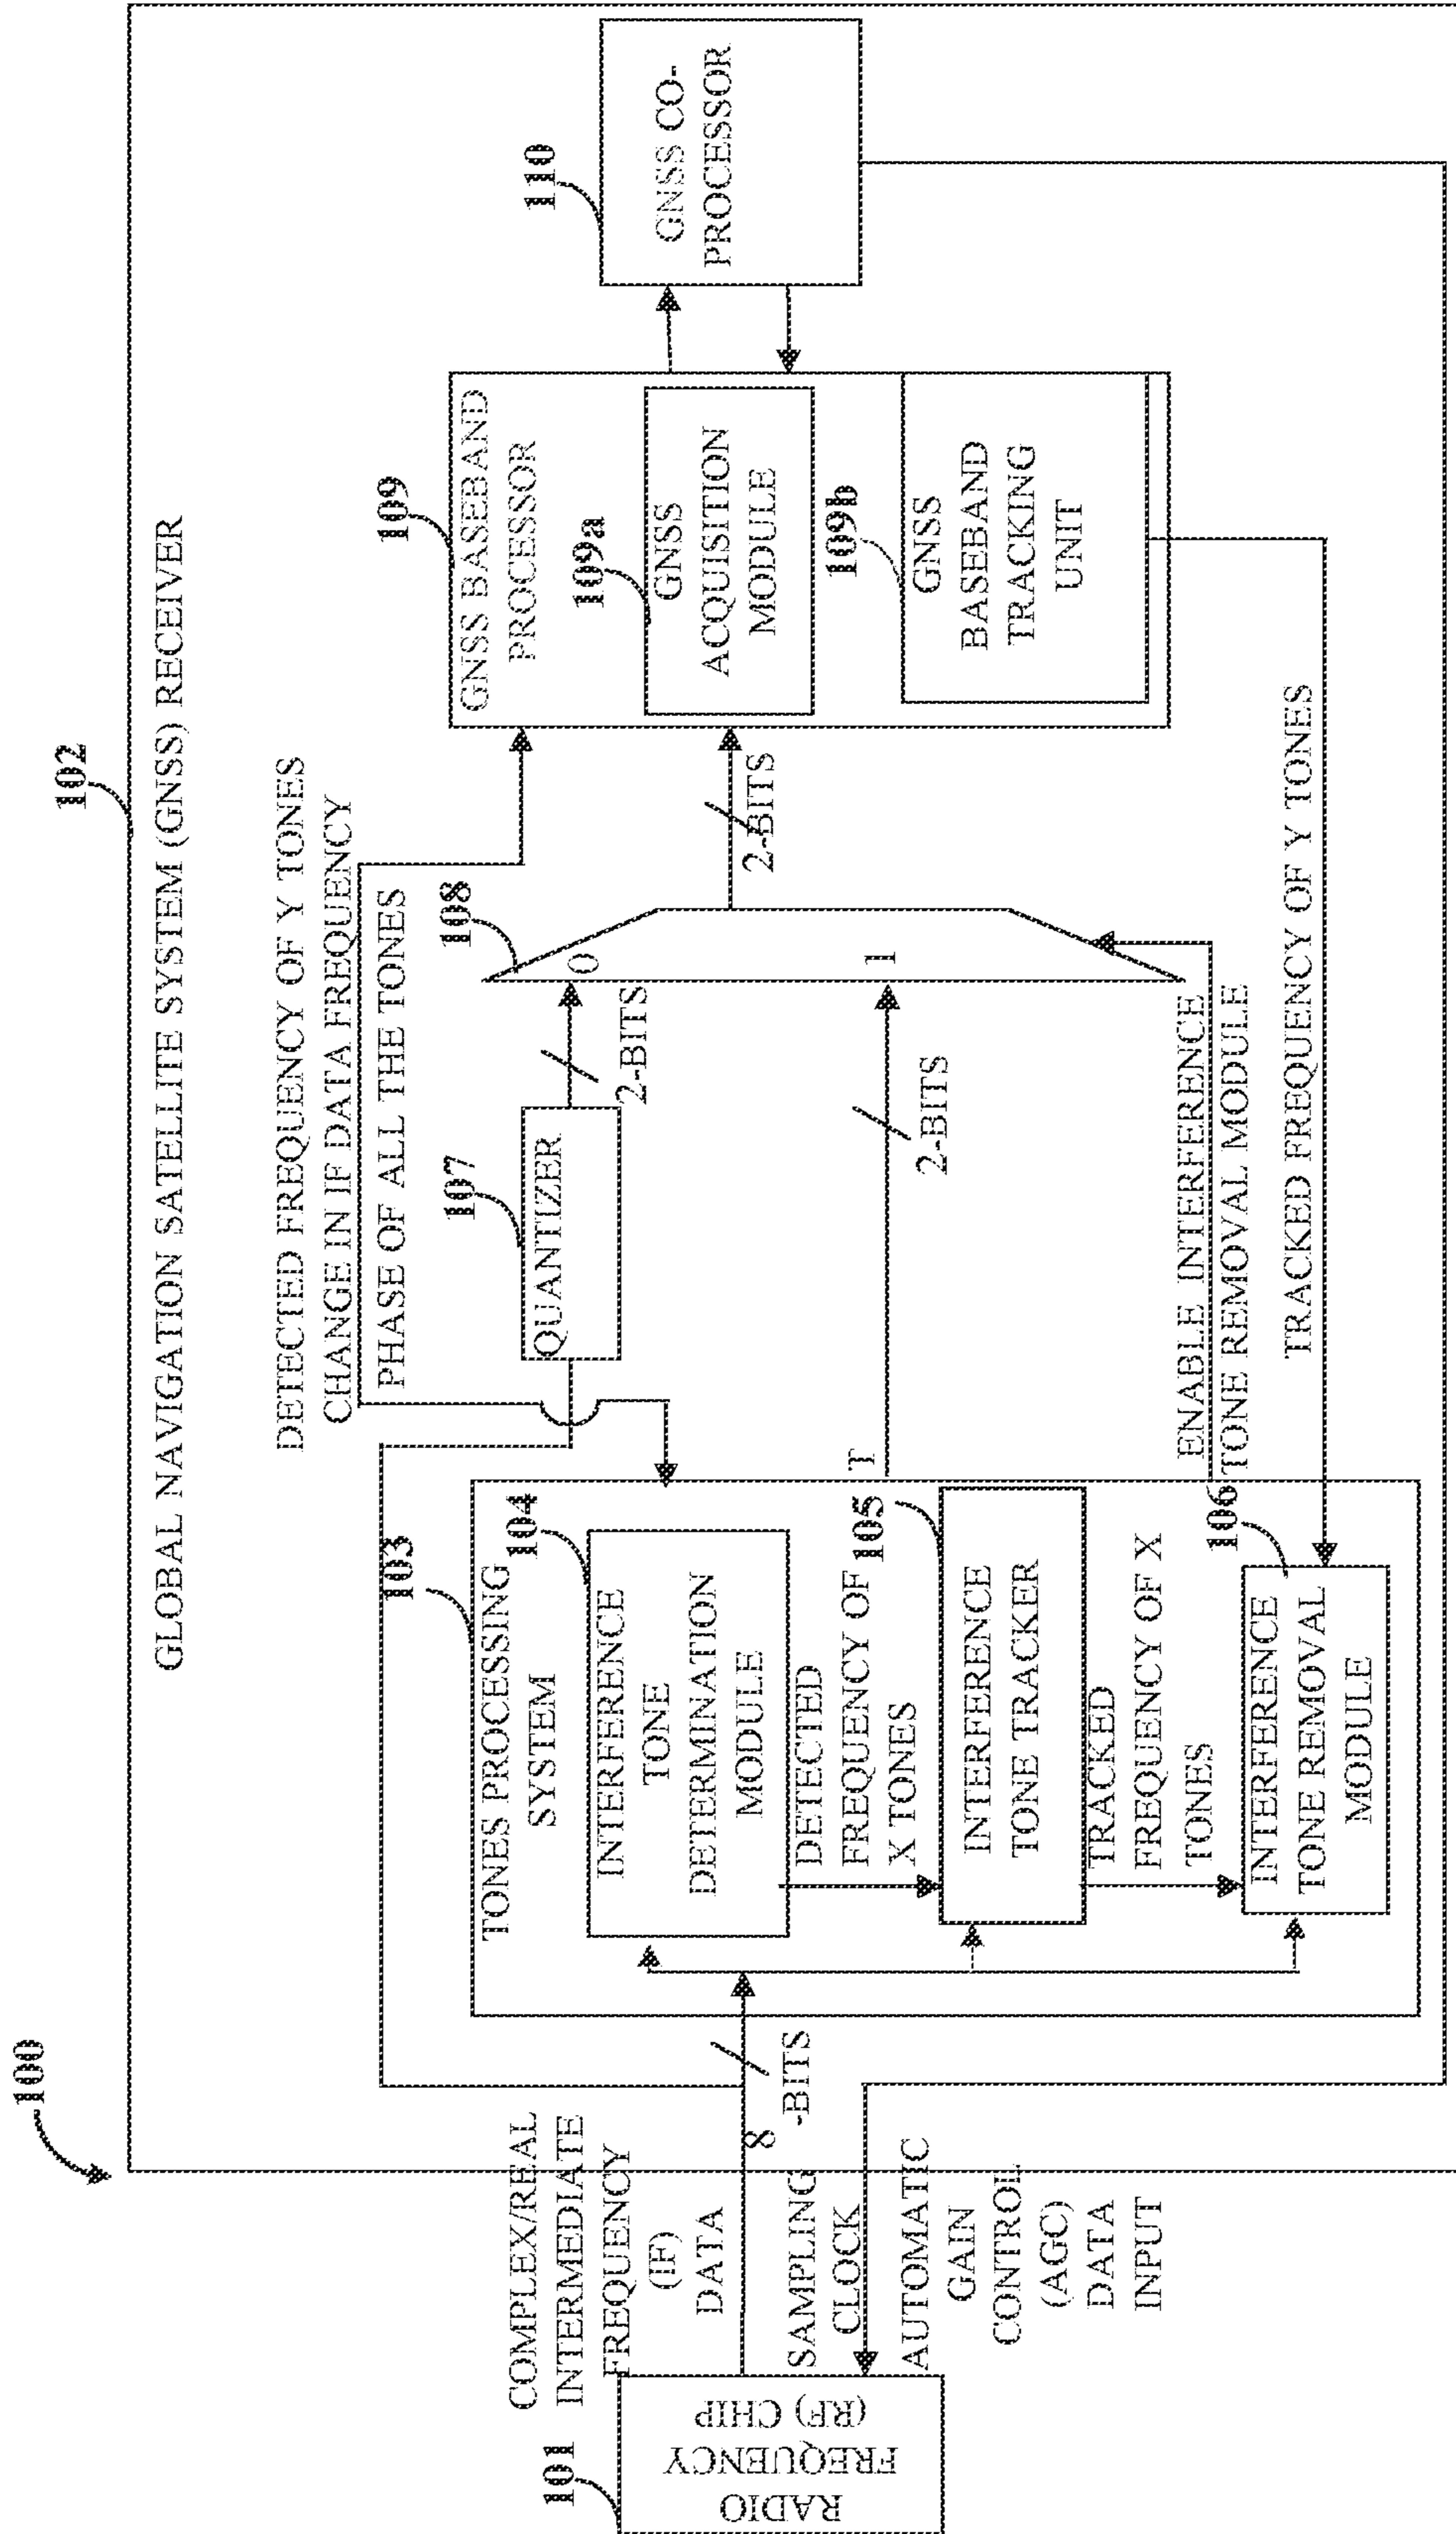 100
102
GLOBAL NAVIGATION SATELLITE SYSTEM (GNSS) RECEIVER
101
RADIO
FREQUENCY
(RF) CHIP
COMPLEX/REAL
INTERMEDIATE
FREQUENCY
(IF)
DATA
8
-BITS
SAMPLING
CLOCK
AUTOMATIC
GAIN
CONTROL
(AGC)
DATA
INPUT
103
TONES PROCESSING
SYSTEM
104
INTERFERENCE
TONE
DETERMINATION
MODULE
DETECTED
FREQUENCY OF
X TONES
105
INTERFERENCE
TONE TRACKER
TRACKED
FREQUENCY OF X
TONES
106
INTERFERENCE
TONE REMOVAL
MODULE
DETECTED FREQUENCY OF Y TONES
CHANGE IN IF DATA FREQUENCY
PHASE OF ALL THE TONES
107
QUANTIZER
2-BITS
T
2-BITS
108
0
1
ENABLE INTERFERENCE
TONE REMOVAL MODULE
TRACKED FREQUENCY OF Y TONES
2-BITS
109
GNSS BASEBAND
PROCESSOR
109a
GNSS
ACQUISITION
MODULE
109b
GNSS
BASEBAND
TRACKING
UNIT
110
GNSS CO-
PROCESSOR